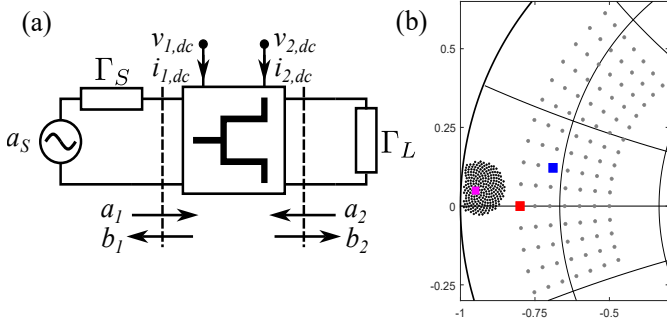 (a)
v1,dc v2,dc
i1,dc i2,dc
ΓS
aS
ΓL
a1 a2
b1 b2
(b)
0.5
0.25
0
-0.25
-1 -0.75 -0.5